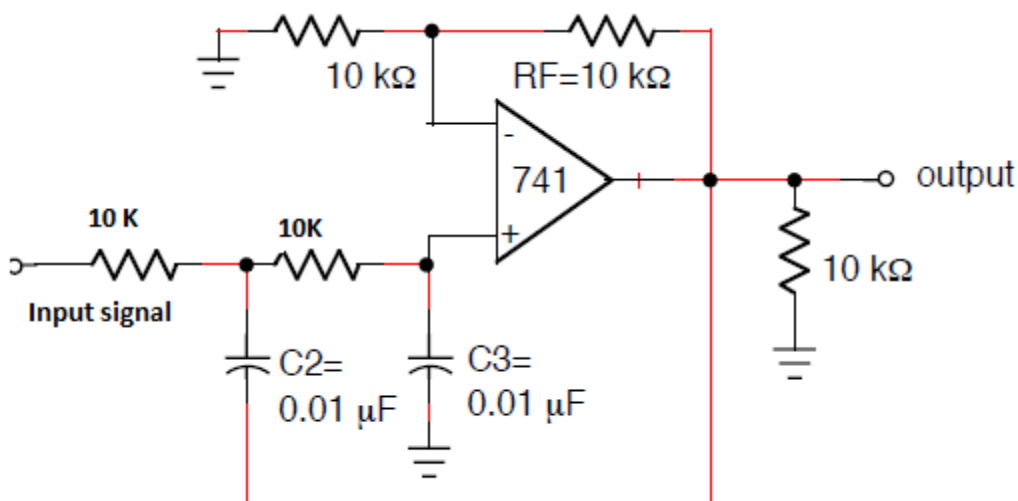 10 kΩ
RF=10 kΩ
-
741
+
output
10 K
10K
10 kΩ
Input signal
C2=
0.01 μF
C3=
0.01 μF